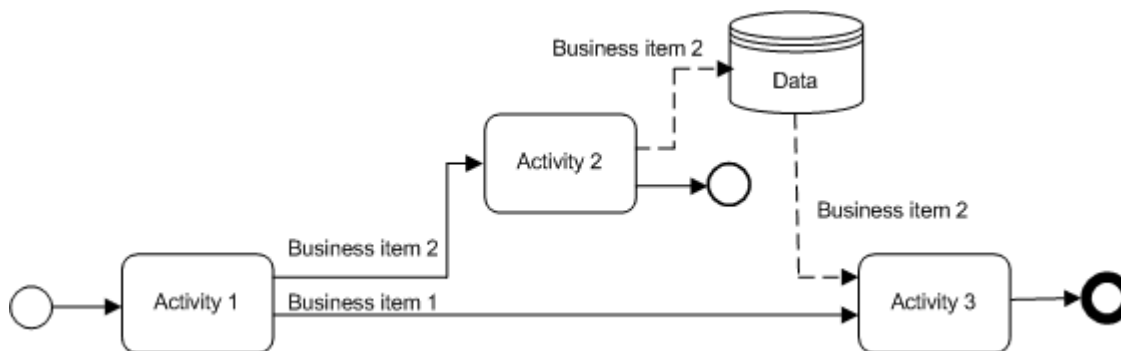 Business item 2
Data
Activity 2
Business item 2
Business item 2
Activity 1
Business item 1
Activity 3